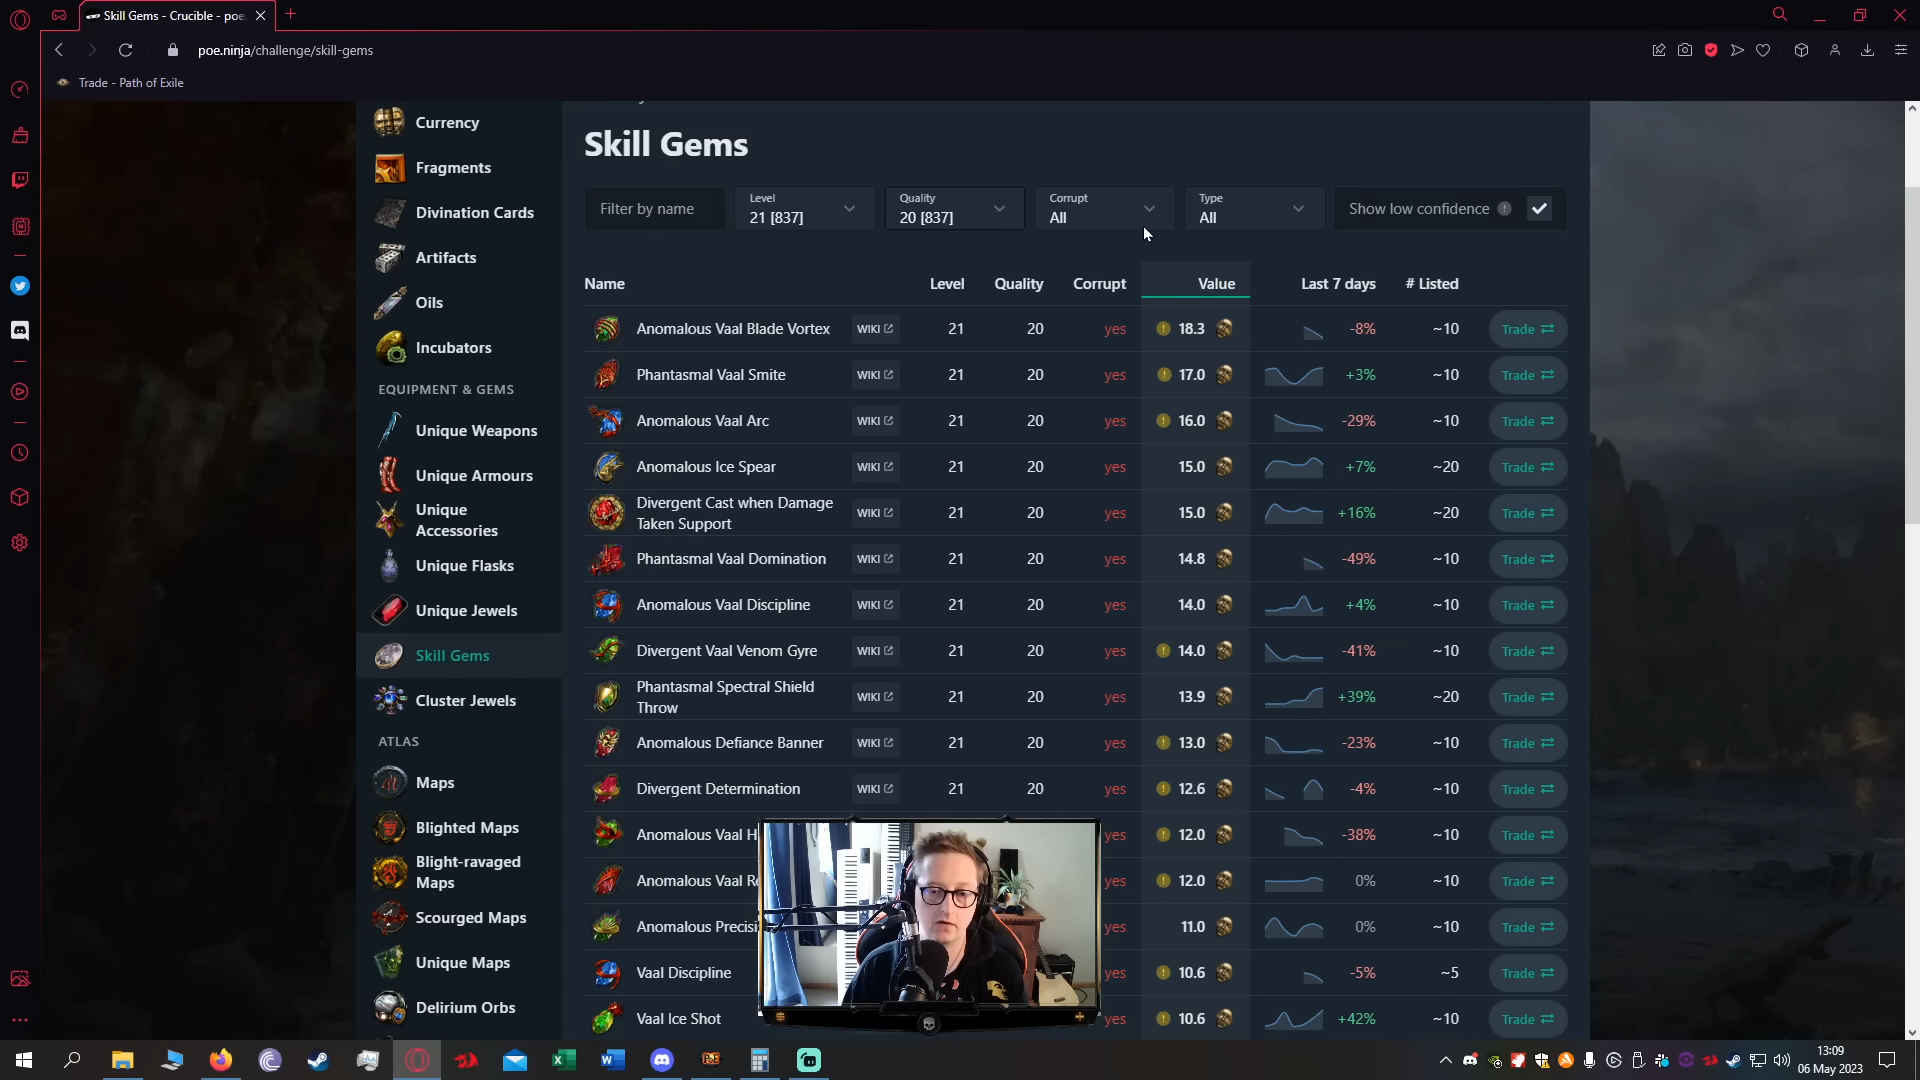 Skill Gems - Crucible - poe.
poe.ninja/challenge/skill-gems
Trade - Path of Exile
Currency
Fragments
Divination Cards
Artifacts
Oils
Incubators
EQUIPMENT & GEMS
Unique Weapons
Unique Armours
Unique
Accessories
Unique Flasks
Unique Jewels
Skill Gems
Cluster Jewels
ATLAS
Maps
Blighted Maps
Blight-ravaged
Maps
Scourged Maps
Unique Maps
Delirium Orbs
Skill Gems
Filter by name
Level
21 [837]
Quality
20 [837]
Corrupt
All
Type
All
Show low confidence
Name Level Quality Corrupt Value Last 7 days # Listed
Anomalous Vaal Blade Vortex WIKI 21 20 yes 18.3 -8% ~10 Trade
Phantasmal Vaal Smite WIKI 21 20 yes 17.0 +3% ~10 Trade
Anomalous Vaal Arc WIKI 21 20 yes 16.0 -29% ~10 Trade
Anomalous Ice Spear WIKI 21 20 yes 15.0 +7% ~20 Trade
Divergent Cast when Damage
Taken Support WIKI 21 20 yes 15.0 +16% ~20 Trade
Phantasmal Vaal Domination WIKI 21 20 yes 14.8 -49% ~10 Trade
Anomalous Vaal Discipline WIKI 21 20 yes 14.0 +4% ~10 Trade
Divergent Vaal Venom Gyre WIKI 21 20 yes 14.0 -41% ~10 Trade
Phantasmal Spectral Shield
Throw WIKI 21 20 yes 13.9 +39% ~20 Trade
Anomalous Defiance Banner WIKI 21 20 yes 13.0 -23% ~10 Trade
Divergent Determination WIKI 21 20 yes 12.6 -4% ~10 Trade
Anomalous Vaal H yes 12.0 -38% ~10 Trade
Anomalous Vaal Re yes 12.0 0% ~10 Trade
Anomalous Precisi yes 11.0 0% ~10 Trade
Vaal Discipline yes 10.6 -5% ~5 Trade
Vaal Ice Shot yes 10.6 +42% ~10 Trade
13:09
06 May 2023